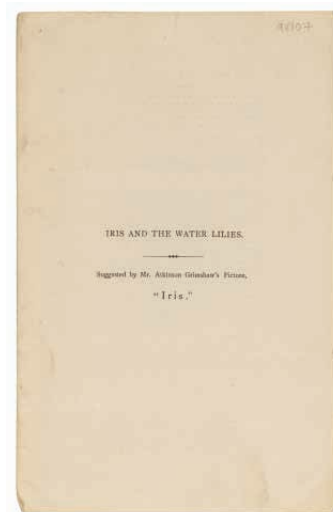 IRIS AND THE WATER LILIES.
Suggested by Mr. Atkinson Grimshaw's Picture,
"Iris."